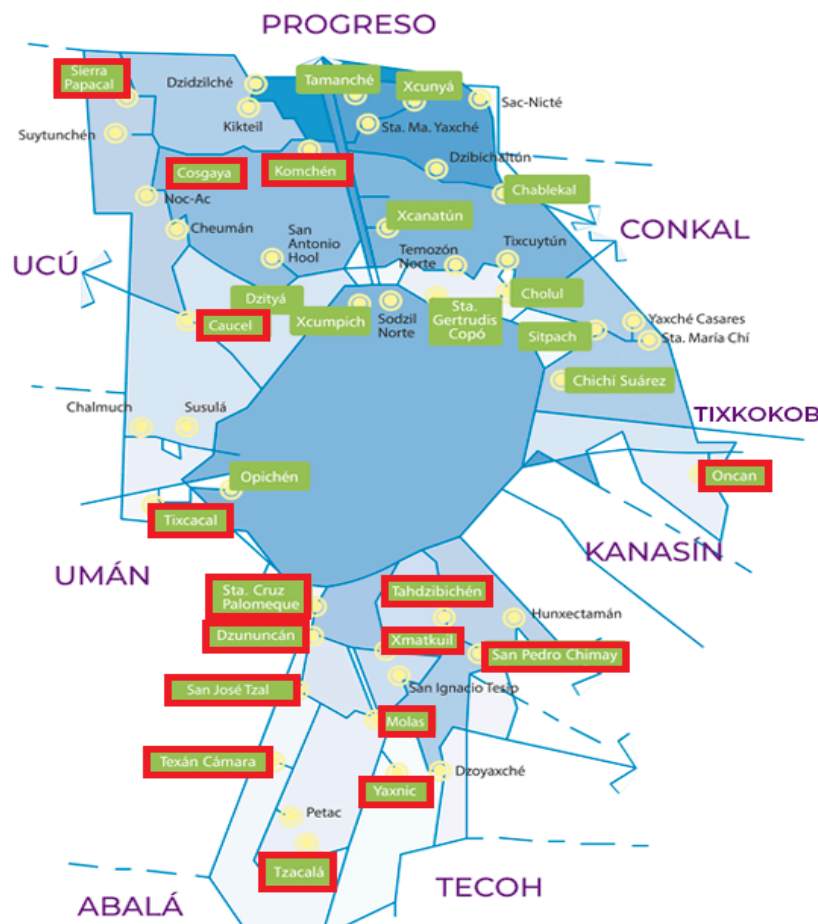 PROGRESO
Sierra
Papacal
Dzidzilché
Tamanché
Xcunyá
Sac-Nicté
Kikteil
Sta. Ma. Yaxché
Suytunchén
Dzibichaltún
Cosgaya
Komchén
Chablekal
Noc-Ac
Xcanatún
Cheumán
San
Antonio
Hool
CONKAL
Temozón
Norte
Tixcuytún
UCÚ
Dzityá
Cholul
Caucel
Xcumpich
Sodzil
Norte
Sta.
Gertrudis
Copó
Sitpach
Yaxché Casares
Sta. María Chí
Chichí Suárez
Chalmuch
Susulá
TIXKOKOB
Opichén
Oncan
Tixcacal
KANASÍN
UMÁN
Sta. Cruz
Palomeque
Tahdzibichén
Hunxectamán
Dzununcán
Xmatkuil
San Pedro Chimay
San José Tzal
San Ignacio Tesip
Molas
Texán Cámara
Yaxnic
Dzoyaxché
Petac
Tzacalá
TECOH
ABALÁ